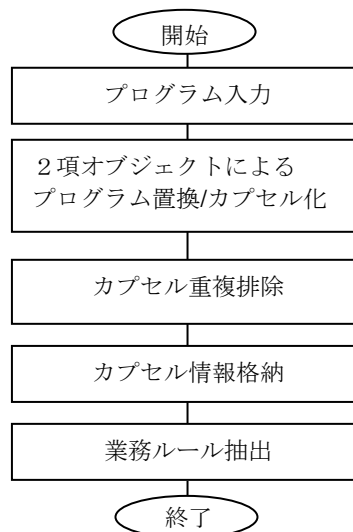 開始
プログラム入力
２項オブジェクトによる
プログラム置換/カプセル化
カプセル重複排除
カプセル情報格納
業務ルール抽出
終了